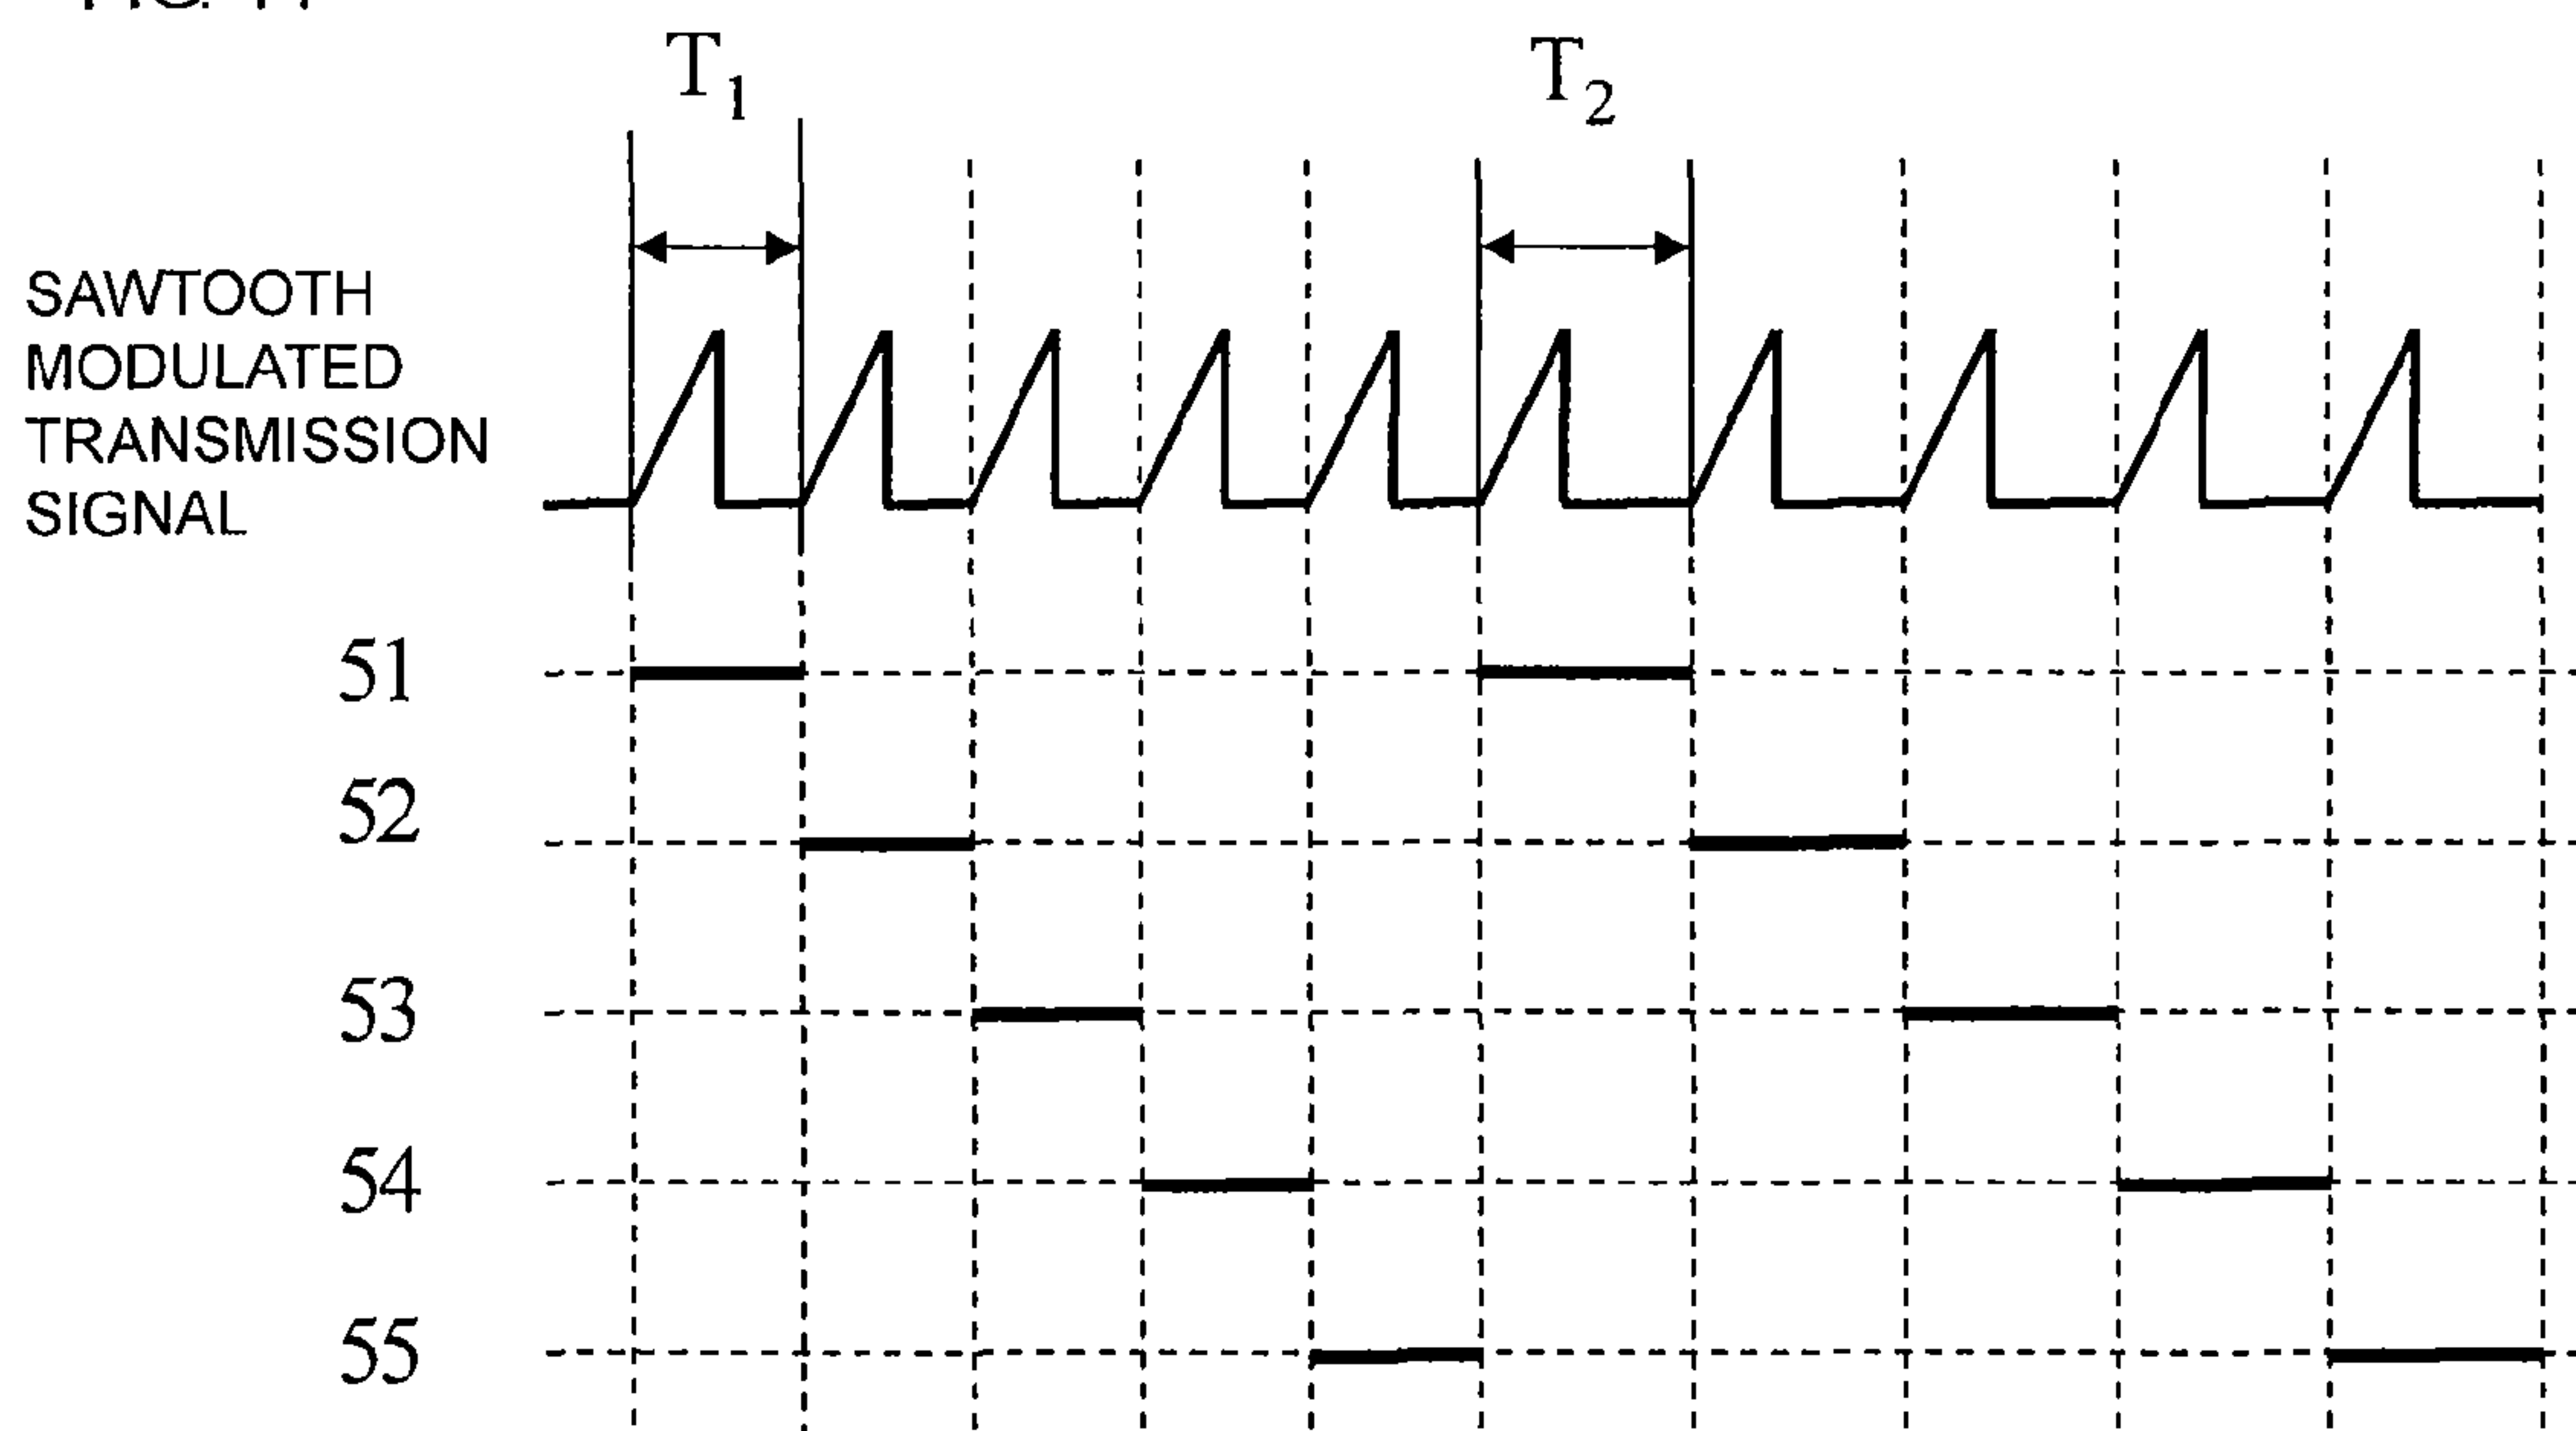 T1
T2
SAWTOOTH
MODULATED
TRANSMISSION
SIGNAL
51
52
53
54
55